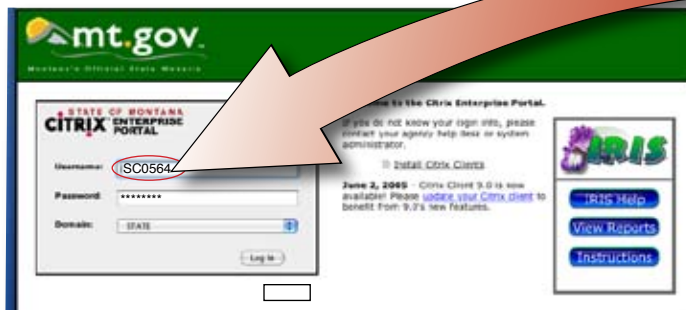 mt.gov
Montana's Official State Website
STATE OF MONTANA
CITRIX ENTERPRISE
PORTAL
Username: SC0564
Password: ********
Domain: STATE
Log In
to the Citrix Enterprise Portal.
If you do not know your login info, please
contact your agency help desk or system
administrator.
Install Citrix Clients
June 2, 2005 - Citrix Client 9.0 is now
available! Please update your Citrix client to
benefit from 9.0's new features.
IRIS
IRIS Help
View Reports
Instructions